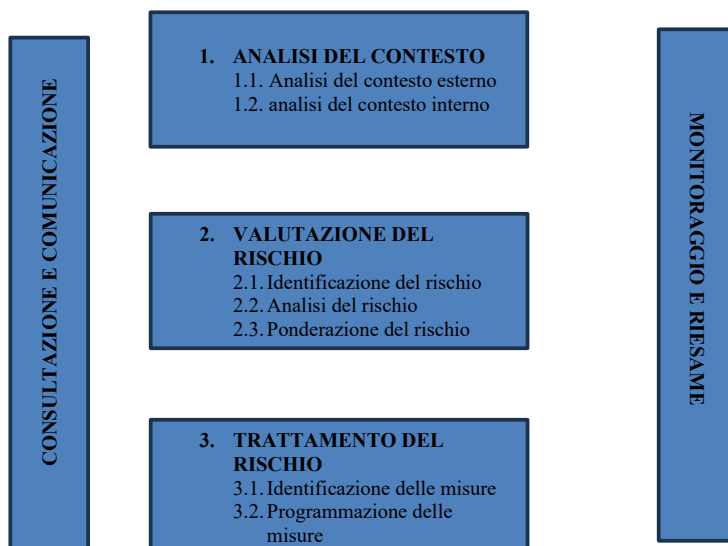 CONSULTAZIONE E COMUNICAZIONE
1. ANALISI DEL CONTESTO
1.1. Analisi del contesto esterno
1.2. analisi del contesto interno
2. VALUTAZIONE DEL
RISCHIO
2.1. Identificazione del rischio
2.2. Analisi del rischio
2.3. Ponderazione del rischio
3. TRATTAMENTO DEL
RISCHIO
3.1. Identificazione delle misure
3.2. Programmazione delle
misure
MONITORAGGIO E RIESAME